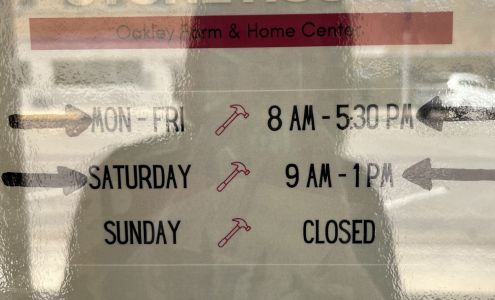 Oakley Farm & Home Center
MON - FRI 8 AM - 5:30 PM
SATURDAY 9 AM - 1 PM
SUNDAY CLOSED